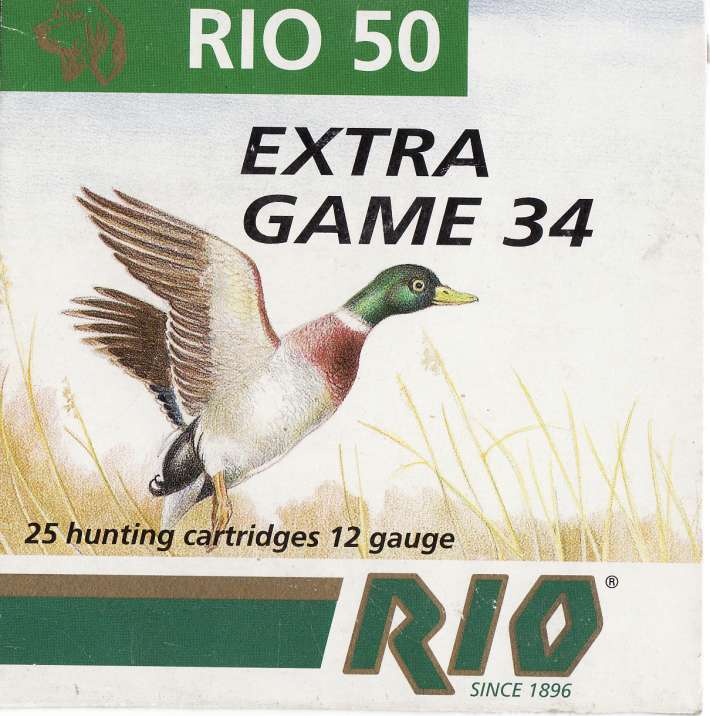 RIO 50
EXTRA
GAME 34
25 hunting cartridges 12 gauge
RIO®
SINCE 1896